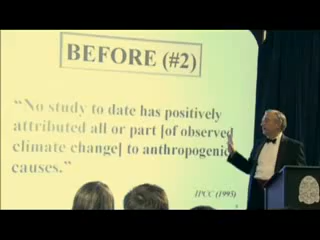 BEFORE (#2)
"No study to date has positively
attributed all or part [of observed
climate change] to anthropogenic
causes."
IPCC (1995)